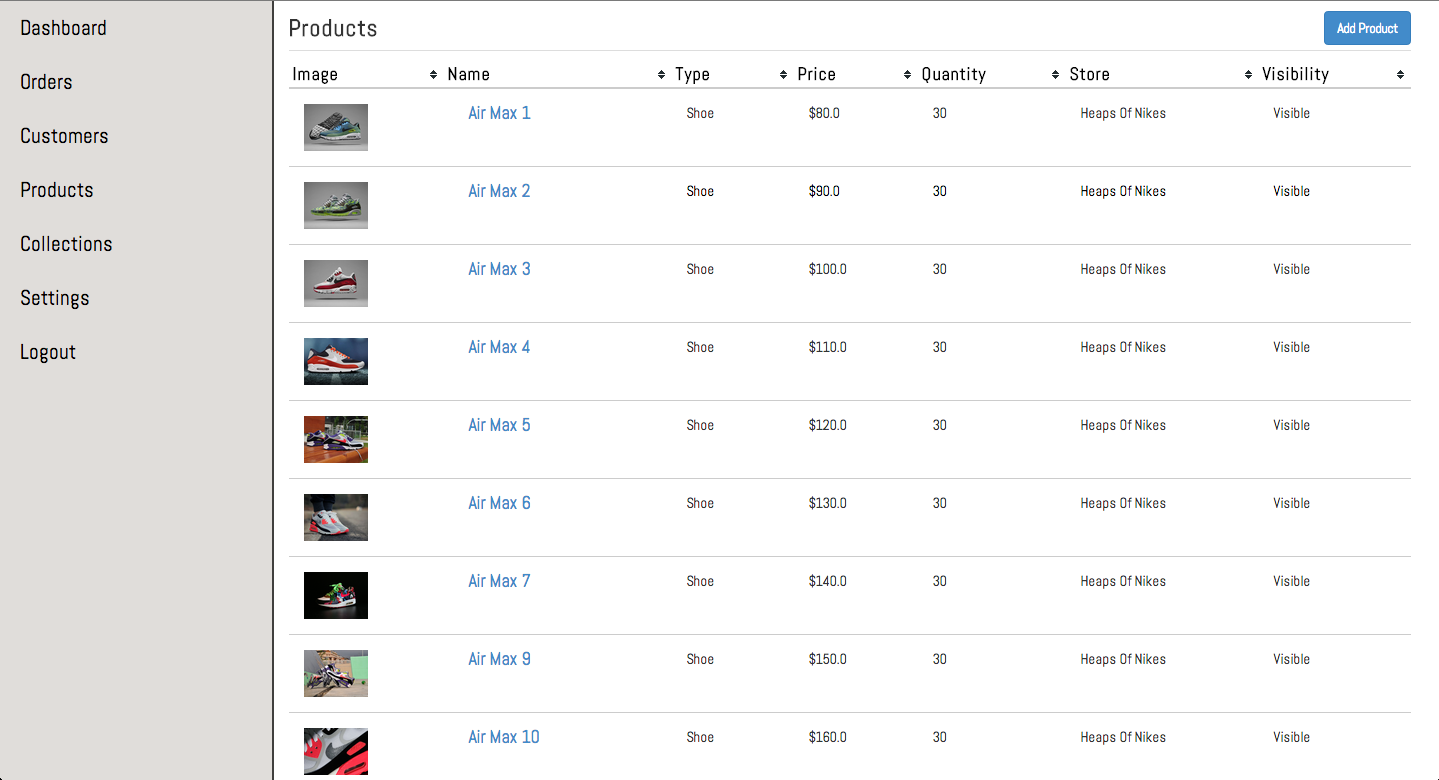 Dashboard
Orders
Customers
Products
Collections
Settings
Logout
Products
Add Product
Image Name Type Price Quantity Store Visibility
Air Max 1 Shoe $80.0 30 Heaps Of Nikes Visible
Air Max 2 Shoe $90.0 30 Heaps Of Nikes Visible
Air Max 3 Shoe $100.0 30 Heaps Of Nikes Visible
Air Max 4 Shoe $110.0 30 Heaps Of Nikes Visible
Air Max 5 Shoe $120.0 30 Heaps Of Nikes Visible
Air Max 6 Shoe $130.0 30 Heaps Of Nikes Visible
Air Max 7 Shoe $140.0 30 Heaps Of Nikes Visible
Air Max 9 Shoe $150.0 30 Heaps Of Nikes Visible
Air Max 10 Shoe $160.0 30 Heaps Of Nikes Visible